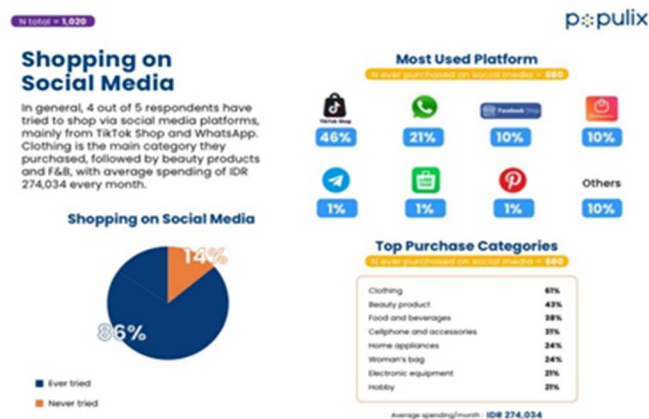 N total = 1,020
populix
Shopping on
Social Media
In general, 4 out of 5 respondents have
tried to shop via social media platforms,
mainly from TikTok Shop and WhatsApp.
Clothing is the main category they
purchased, followed by beauty products
and F&B, with average spending of IDR
274,034 every month.
Shopping on Social Media
14%
86%
Ever tried
Never tried
Most Used Platform
N ever purchased on social media = 880
TikTok Shop
46%
21%
Facebook Shop
10%
10%
1%
1%
1%
Others
10%
Top Purchase Categories
N ever purchased on social media = 880
Clothing 61%
Beauty product 43%
Food and beverages 38%
Cellphone and accessories 31%
Home appliances 24%
Woman's bag 24%
Electronic equipment 21%
Hobby 21%
Average spending/month : IDR 274,034